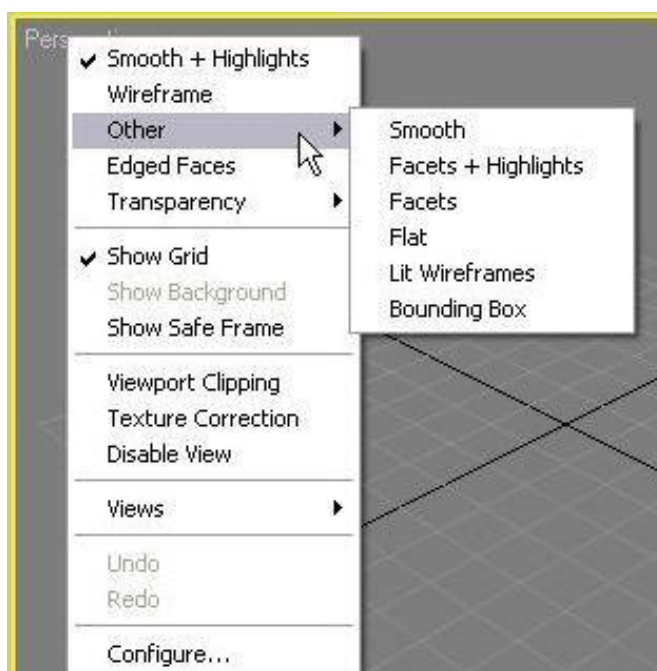 Smooth + Highlights
Wireframe
Other
Edged Faces
Transparency
Show Grid
Show Background
Show Safe Frame
Viewport Clipping
Texture Correction
Disable View
Views
Undo
Redo
Configure...
Smooth
Facets + Highlights
Facets
Flat
Lit Wireframes
Bounding Box